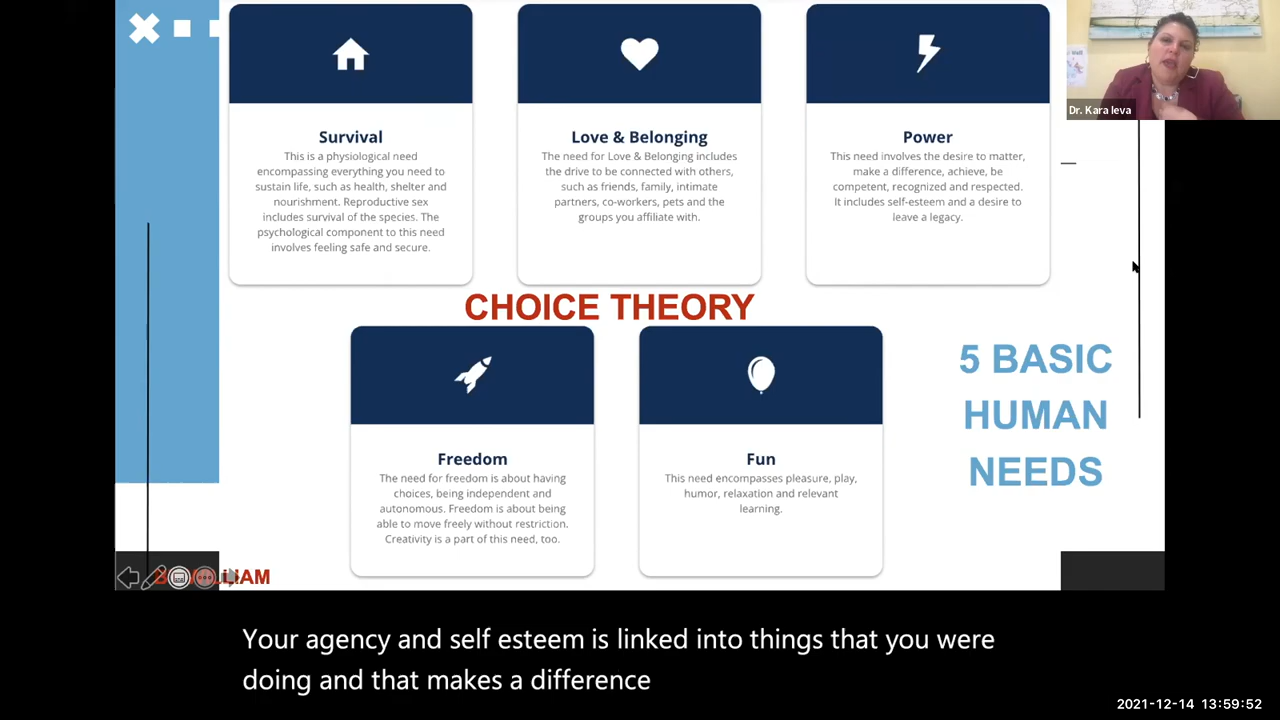 Survival
This is a physiological need
encompassing everything you need to
sustain life, such as health, shelter and
nourishment. Reproductive sex
includes survival of the species. The
psychological component to this need
involves feeling safe and secure.
Love & Belonging
The need for Love & Belonging includes
the drive to be connected with others,
such as friends, family, intimate
partners, co-workers, pets and the
groups you affiliate with.
Power
This need involves the desire to matter,
make a difference, achieve, be
competent, recognized and respected.
It includes self-esteem and a desire to
leave a legacy.
Dr. Kara Ieva
CHOICE THEORY
Freedom
The need for freedom is about having
choices, being independent and
autonomous. Freedom is about being
able to move freely without restriction.
Creativity is a part of this need, too.
Fun
This need encompasses pleasure, play,
humor, relaxation and relevant
learning.
5 BASIC
HUMAN
NEEDS
Your agency and self esteem is linked into things that you were
doing and that makes a difference
2021-12-14 13:59:52